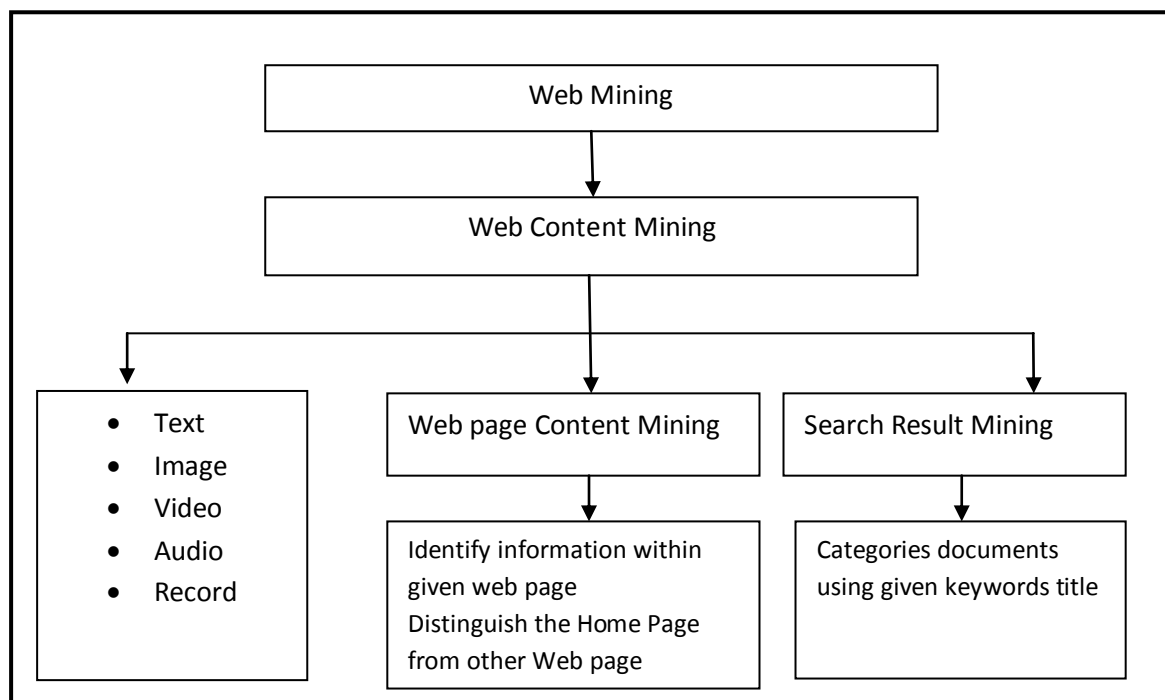 Web Mining
Web Content Mining
• Text
• Image
• Video
• Audio
• Record
Web page Content Mining
Search Result Mining
Identify information within
given web page
Distinguish the Home Page
from other Web page
Categories documents
using given keywords title